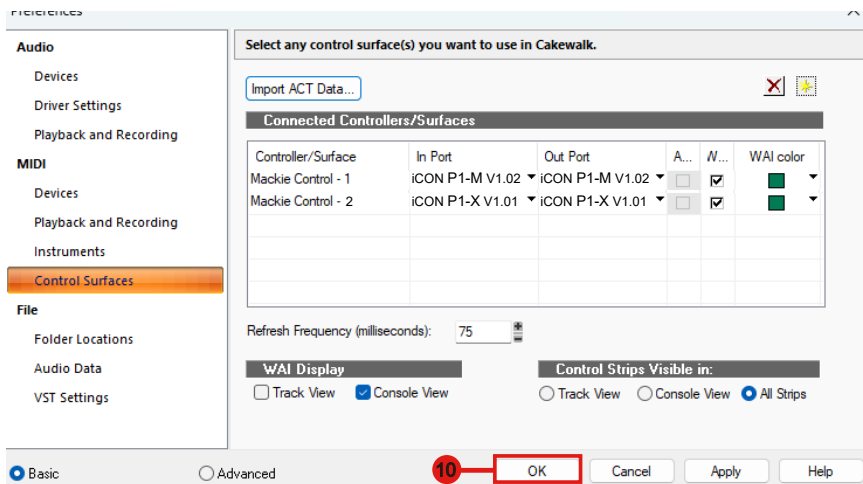 Preferences
Audio
Devices
Driver Settings
Playback and Recording
MIDI
Devices
Playback and Recording
Instruments
Control Surfaces
File
Folder Locations
Audio Data
VST Settings
Select any control surface(s) you want to use in Cakewalk.
Import ACT Data...
Connected Controllers/Surfaces
Controller/Surface In Port Out Port A... W... WAI color
Mackie Control - 1 iCON P1-M V1.02 iCON P1-M V1.02
Mackie Control - 2 iCON P1-X V1.01 iCON P1-X V1.01
Refresh Frequency (milliseconds): 75
WAI Display
Track View Console View
Control Strips Visible in:
Track View Console View All Strips
Basic Advanced
10 OK Cancel Apply Help